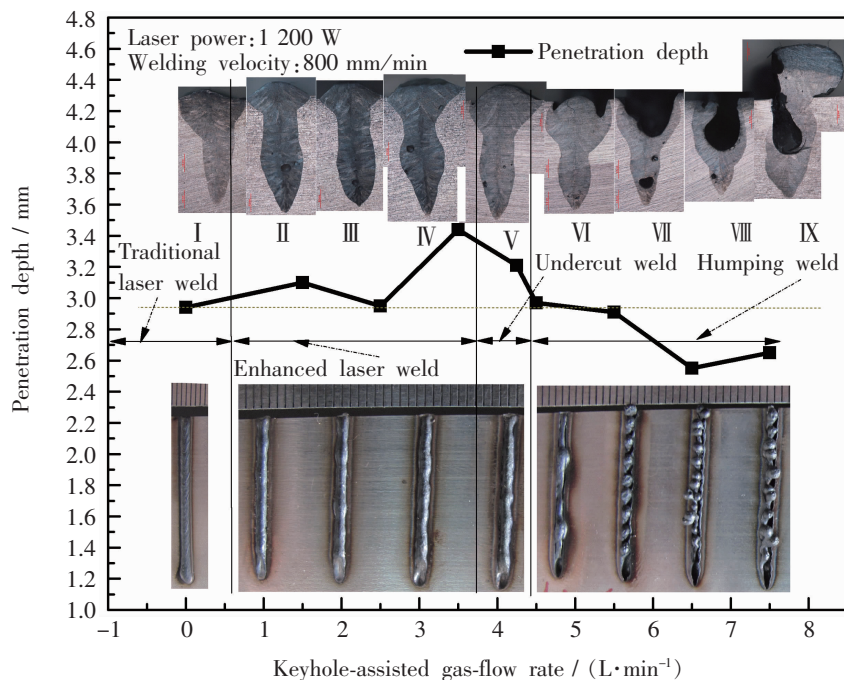 4.8
4.6
4.4
4.2
4.0
3.8
3.6
3.4
3.2
3.0
2.8
2.6
2.4
2.2
2.0
1.8
1.6
1.4
1.2
1.0
Penetration depth / mm
Laser power:1 200 W
Welding velocity:800 mm/min
Penetration depth
I II III IV V VI VII VIII IX
Traditional
laser weld
Undercut weld
Humping weld
Enhanced laser weld
-1 0 1 2 3 4 5 6 7 8
Keyhole-assisted gas-flow rate / (L·min⁻¹)